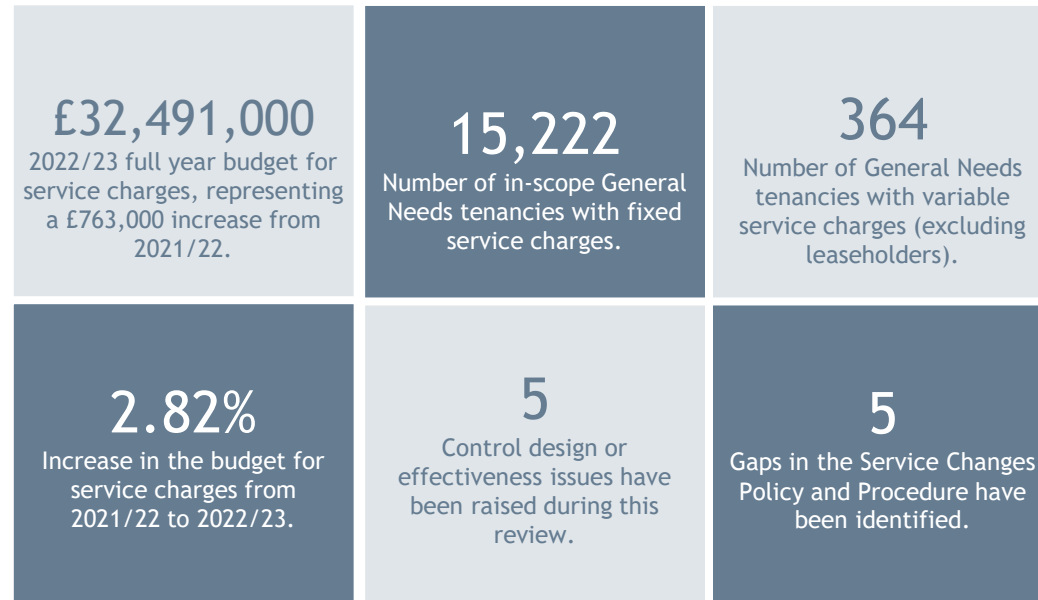 £32,491,000
2022/23 full year budget for
service charges, representing
a £763,000 increase from
2021/22.
15,222
Number of in-scope General
Needs tenancies with fixed
service charges.
364
Number of General Needs
tenancies with variable
service charges (excluding
leaseholders).
2.82%
Increase in the budget for
service charges from
2021/22 to 2022/23.
5
Control design or
effectiveness issues have
been raised during this
review.
5
Gaps in the Service Changes
Policy and Procedure have
been identified.